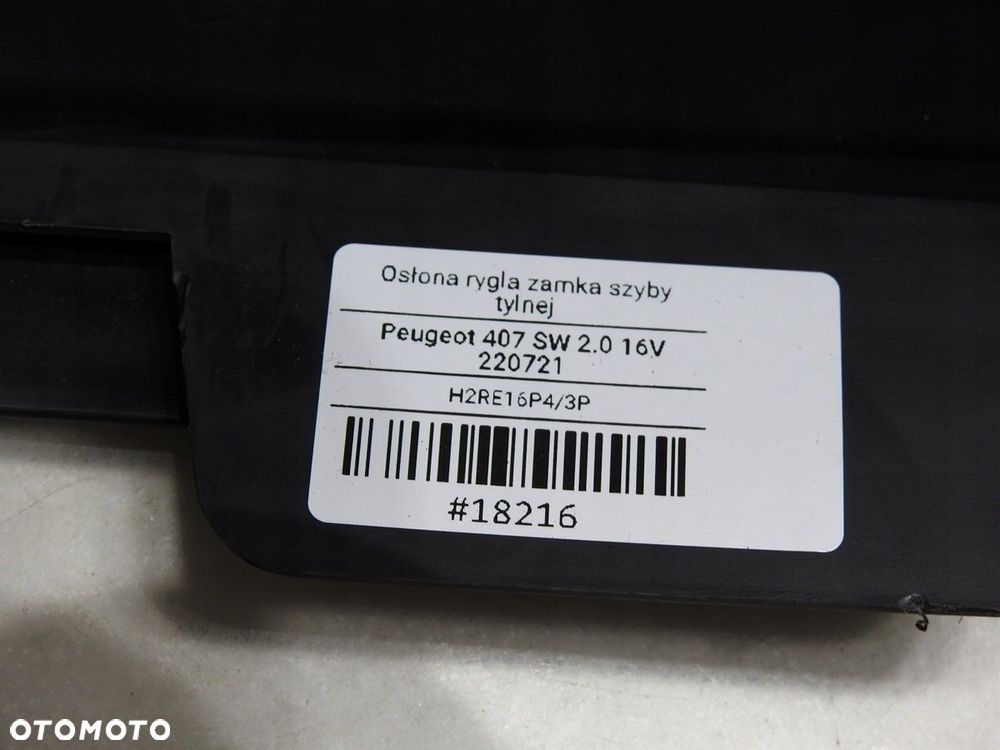 Osłona rygla zamka szyby
tylnej
Peugeot 407 SW 2.0 16V
220721
H2RE16P4/3P
#18216
OTOMOTO